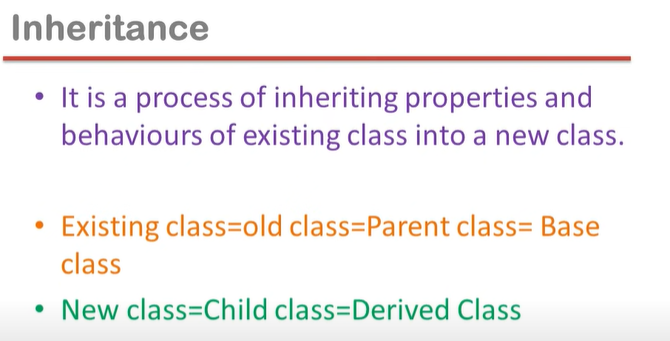 Inheritance
• It is a process of inheriting properties and
behaviours of existing class into a new class.
• Existing class=old class=Parent class= Base
class
• New class=Child class=Derived Class